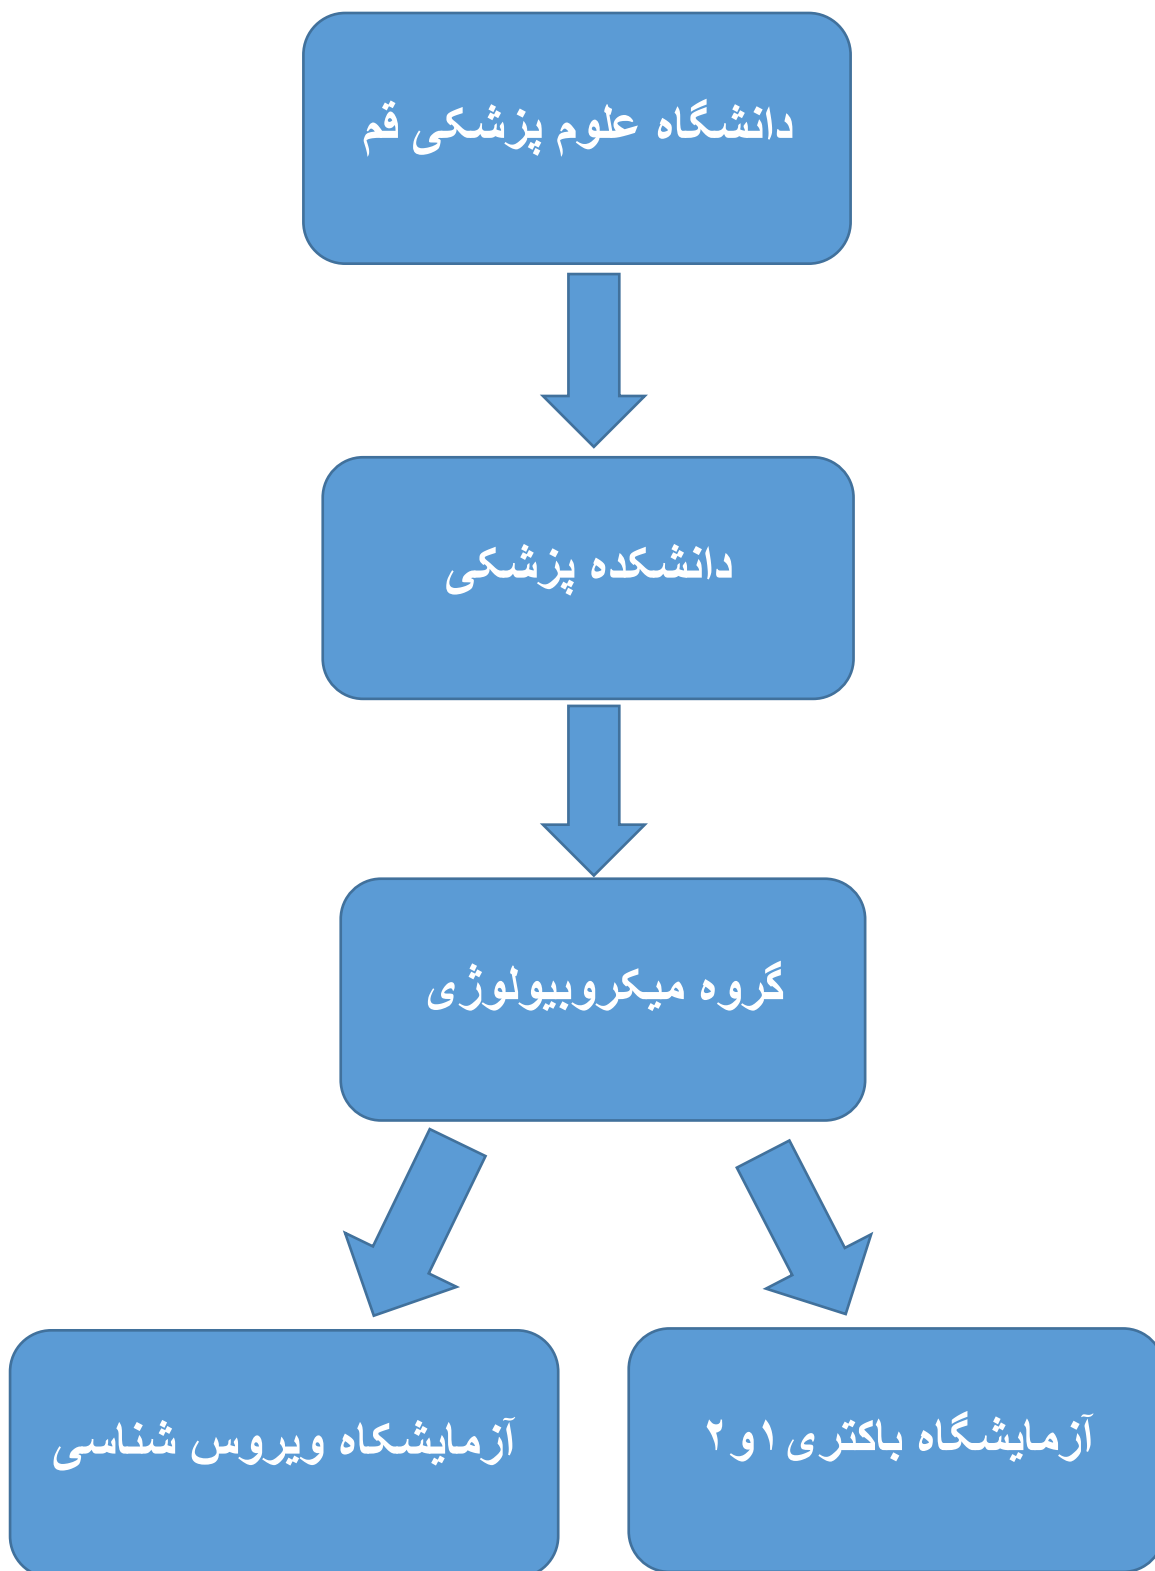 دانشگاه علوم پزشکی قم
دانشکده پزشکی
گروه میکروبیولوژی
آزمایشگاه باکتری ۱و۲
آزمایشکاه ویروس شناسی